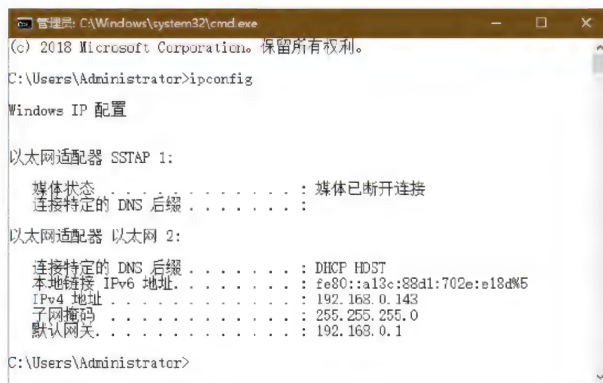 管理员: C:\Windows\system32\cmd.exe
(c) 2018 Microsoft Corporation。保留所有权利。
C:\Users\Administrator>ipconfig
Windows IP 配置
以太网适配器 SSTAP 1:
媒体状态 . . . . . . . . . . . . : 媒体已断开连接
连接特定的 DNS 后缀 . . . . . . . :
以太网适配器 以太网 2:
连接特定的 DNS 后缀 . . . . . . . : DHCP HOST
本地链接 IPv6 地址. . . . . . . . : fe80::a13c:88d1:702e:e18d%5
IPv4 地址 . . . . . . . . . . . . : 192.168.0.143
子网掩码 . . . . . . . . . . . . : 255.255.255.0
默认网关. . . . . . . . . . . . . : 192.168.0.1
C:\Users\Administrator>